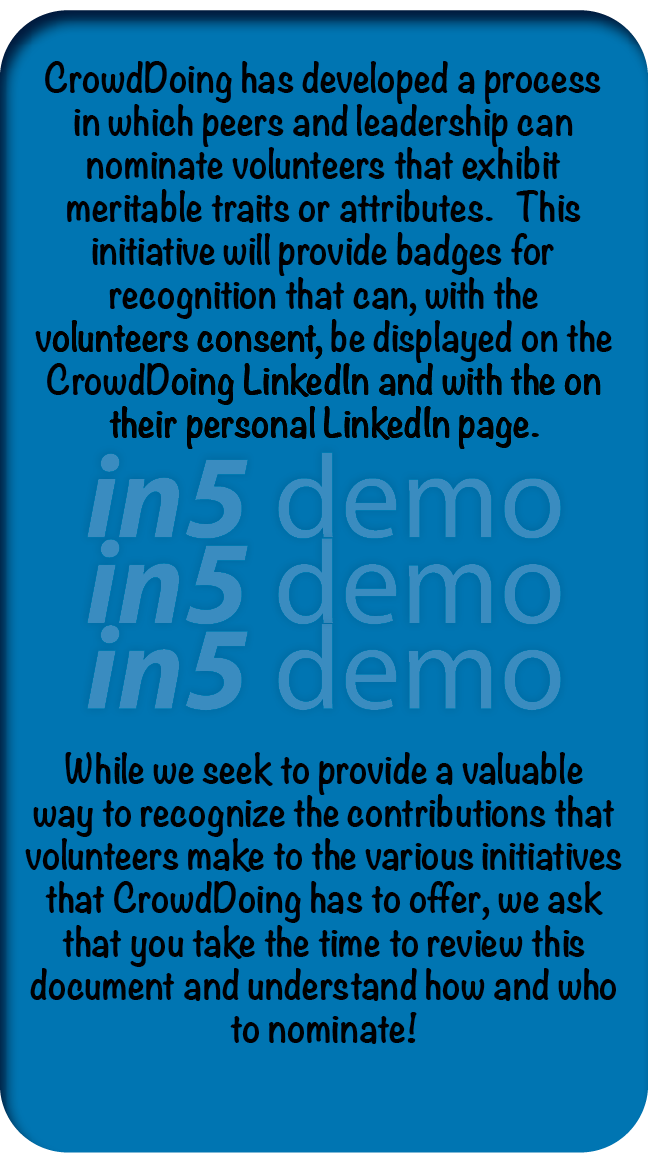 CrowdDoing has developed a process
in which peers and leadership can
nominate volunteers that exhibit
meritable traits or attributes.  This
initiative will provide badges for
recognition that can, with the
volunteers consent, be displayed on the
CrowdDoing LinkedIn and with the on
their personal LinkedIn page.
in5 demo
in5 demo
in5 demo
While we seek to provide a valuable
way to recognize the contributions that
volunteers make to the various initiatives
that CrowdDoing has to offer, we ask
that you take the time to review this
document and understand how and who
to nominate!